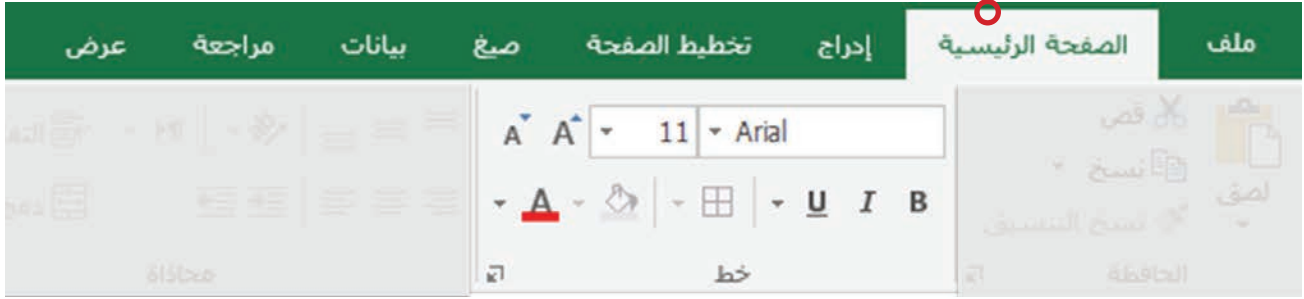 ملف الصفحة الرئيسية إدراج تخطيط الصفحة صيغ بيانات مراجعة عرض
قص Arial 11 A A
نسخ
لصق B I U A
نسخ التنسيق
الحافظة خط محاذاة